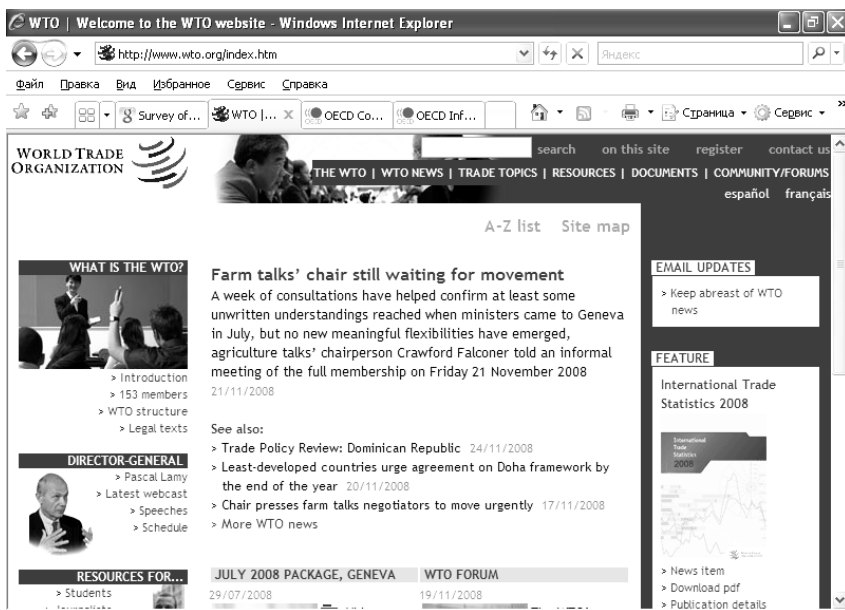 WTO | Welcome to the WTO website - Windows Internet Explorer
http://www.wto.org/index.htm
Яндекс
Файл Правка Вид Избранное Сервис Справка
Survey of...
WTO |...
OECD Co...
OECD Inf...
Страница
Сервис
WORLD TRADE
ORGANIZATION
search on this site register contact us
THE WTO | WTO NEWS | TRADE TOPICS | RESOURCES | DOCUMENTS | COMMUNITY/FORUMS
español français
A-Z list Site map
WHAT IS THE WTO?
> Introduction
> 153 members
> WTO structure
> Legal texts
DIRECTOR-GENERAL
> Pascal Lamy
> Latest webcast
> Speeches
> Schedule
RESOURCES FOR...
> Students
> Journalists
Farm talks' chair still waiting for movement
A week of consultations have helped confirm at least some
unwritten understandings reached when ministers came to Geneva
in July, but no new meaningful flexibilities have emerged,
agriculture talks' chairperson Crawford Falconer told an informal
meeting of the full membership on Friday 21 November 2008
21/11/2008
See also:
> Trade Policy Review: Dominican Republic 24/11/2008
> Least-developed countries urge agreement on Doha framework by
the end of the year 20/11/2008
> Chair presses farm talks negotiators to move urgently 17/11/2008
> More WTO news
JULY 2008 PACKAGE, GENEVA
29/07/2008
WTO FORUM
19/11/2008
EMAIL UPDATES
> Keep abreast of WTO
news
FEATURE
International Trade
Statistics 2008
International
Trade
Statistics
2008
> News item
> Download pdf
> Publication details